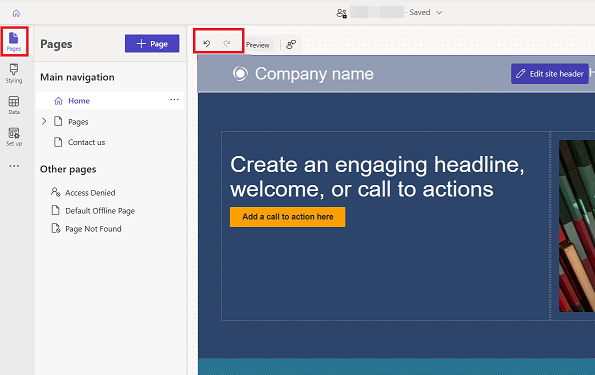 - Saved
Pages
Styling
Data
Set up
Pages
+ Page
Main navigation
Home
Pages
Contact us
Other pages
Access Denied
Default Offline Page
Page Not Found
Preview
Company name
Edit site header
Create an engaging headline,
welcome, or call to actions
Add a call to action here